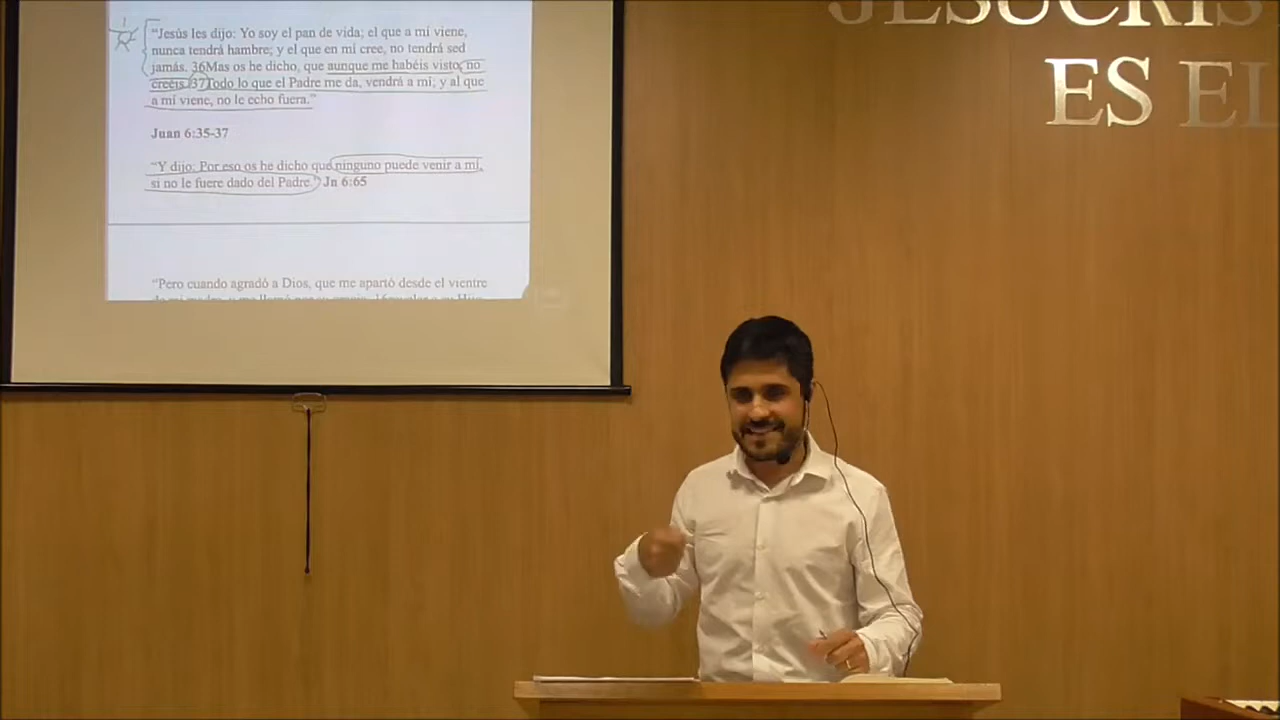 "Jesús les dijo: Yo soy el pan de vida; el que a mí viene,
nunca tendrá hambre; y el que en mí cree, no tendrá sed
jamás. 36Mas os he dicho, que aunque me habéis visto, no
creéis. 37Todo lo que el Padre me da, vendrá a mí; y al que
a mí viene, no le echo fuera."
Juan 6:35-37
"Y dijo: Por eso os he dicho que ninguno puede venir a mí,
si no le fuere dado del Padre." Jn 6:65
"Pero cuando agradó a Dios, que me apartó desde el vientre
JESUCRIS
ES EL